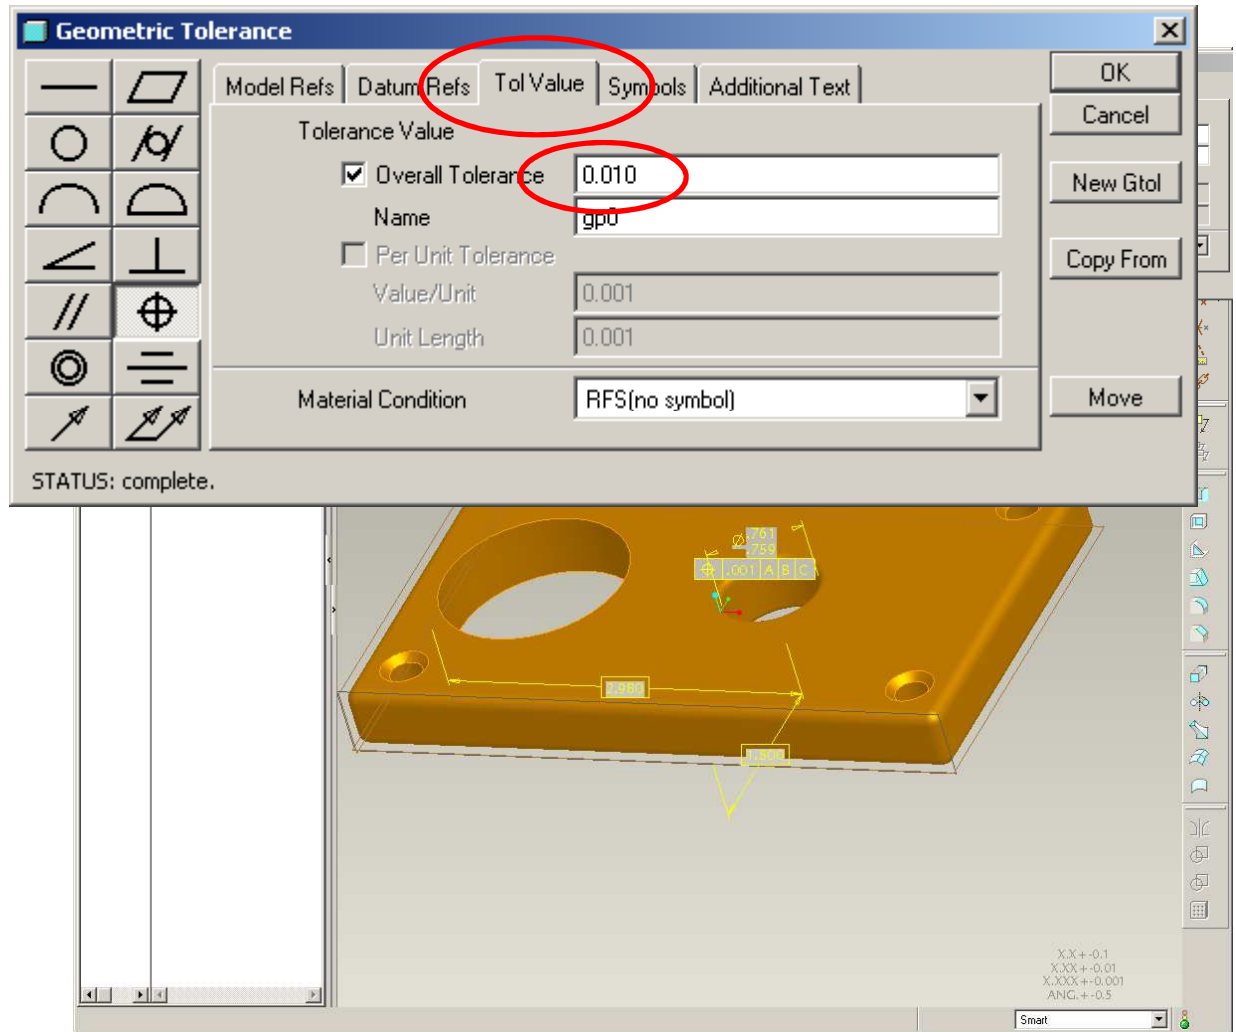 Geometric Tolerance
Model Refs Datum Refs Tol Value Symbols Additional Text
OK
Cancel
New Gtol
Copy From
Move
Tolerance Value
Overall Tolerance 0.010
Name gp0
Per Unit Tolerance
Value/Unit 0.001
Unit Length 0.001
Material Condition RFS(no symbol)
STATUS: complete.
⌀ .761
.759
⌖ .001 A B C
2.980
1.500
X.X+-0.1
X.XX+-0.01
X.XXX+-0.001
ANG.+-0.5
Smart